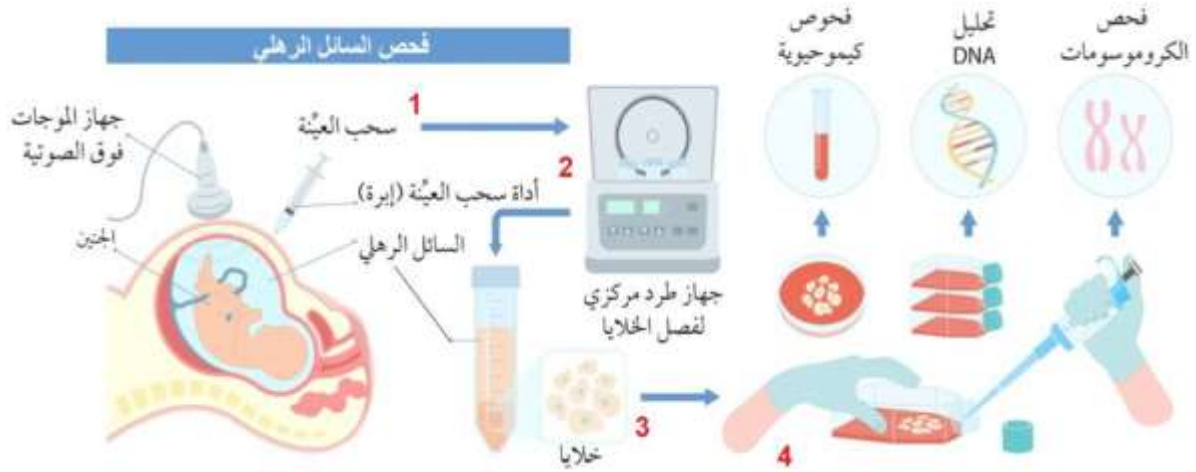 فحص السائل الرهلي
جهاز الموجات
فوق الصوتية
سحب العيِّنة
1
أداة سحب العيِّنة (إبرة)
الجنين
السائل الرهلي
2
جهاز طرد مركزي
لفصل الخلايا
خلايا
3
4
فحوص
كيموحيوية
تحليل
DNA
فحص
الكروموسومات